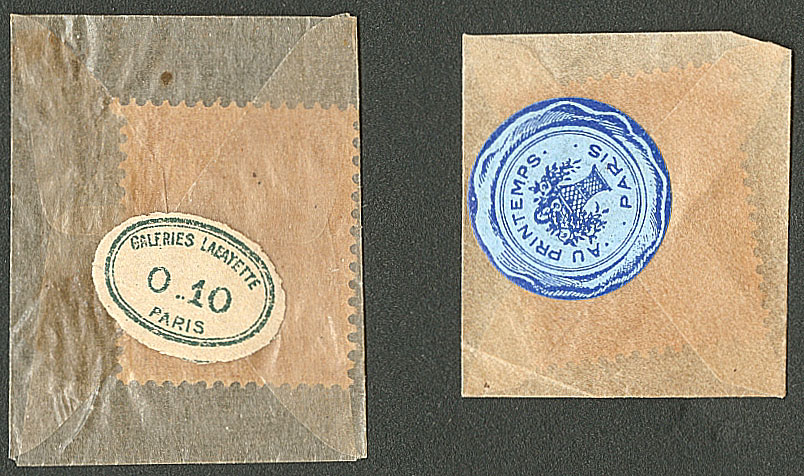 GALERIES LAFAYETTE
0.10
PARIS
AU PRINTEMPS.
PARIS